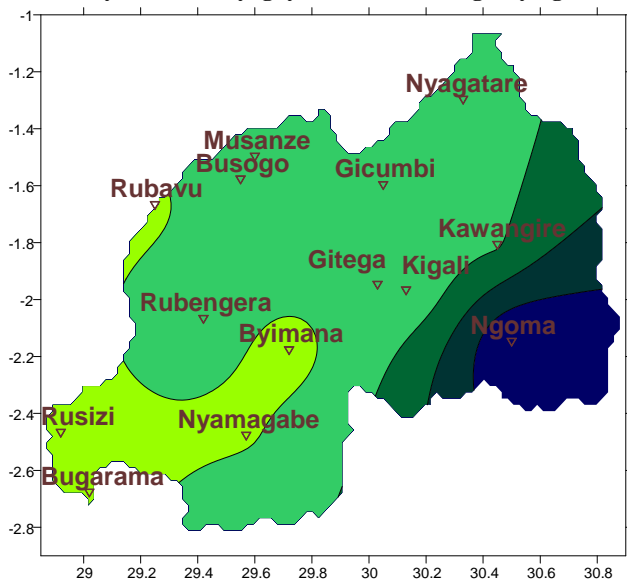 -1
-1.2
Nyagatare
-1.4
Musanze
Busogo
Gicumbi
-1.6
Rubavu
-1.8
Kawangire
Gitega
Kigali
-2
Rubengera
Ngoma
Byimana
-2.2
-2.4
Rusizi
Nyamagabe
-2.6
Bugarama
-2.8
29 29.2 29.4 29.6 29.8 30 30.2 30.4 30.6 30.8